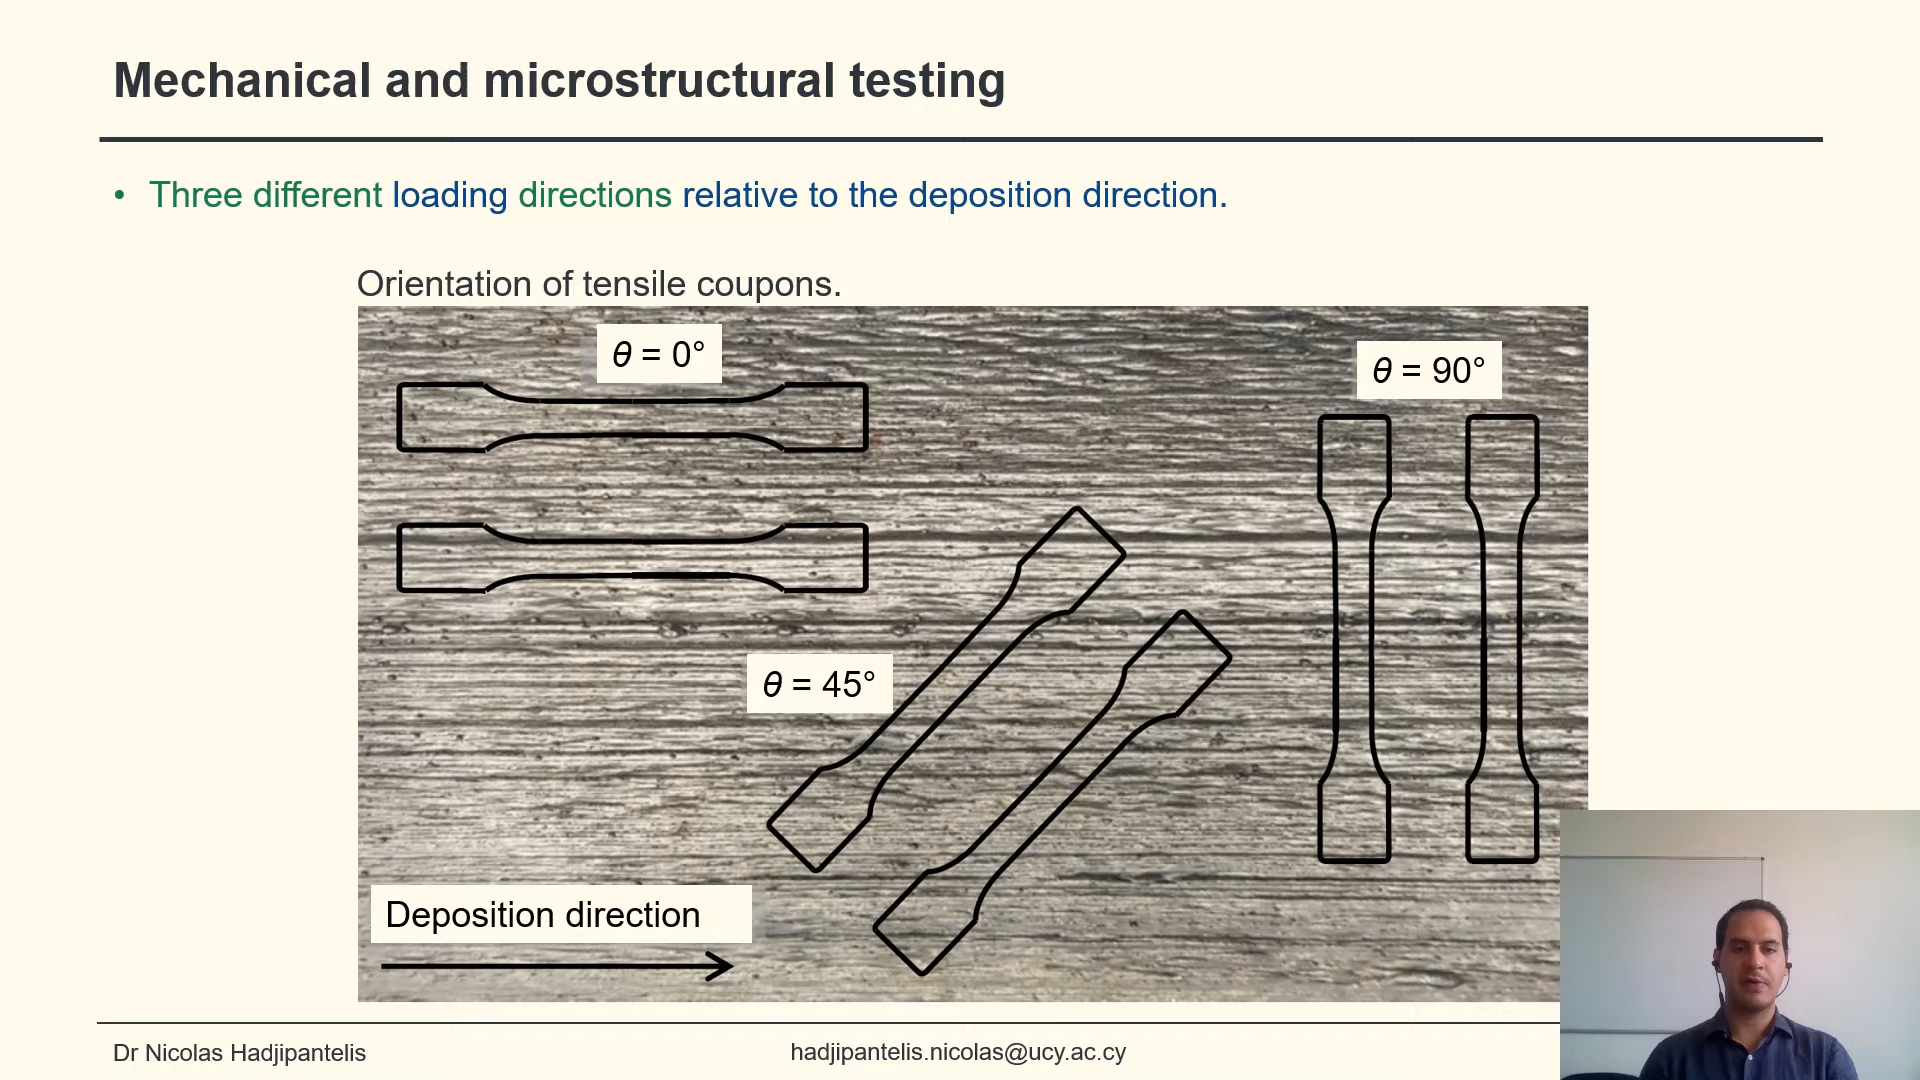 Mechanical and microstructural testing
• Three different loading directions relative to the deposition direction.
Orientation of tensile coupons.
θ = 0°
θ = 90°
θ = 45°
Deposition direction
Dr Nicolas Hadjipantelis
hadjipantelis.nicolas@ucy.ac.cy